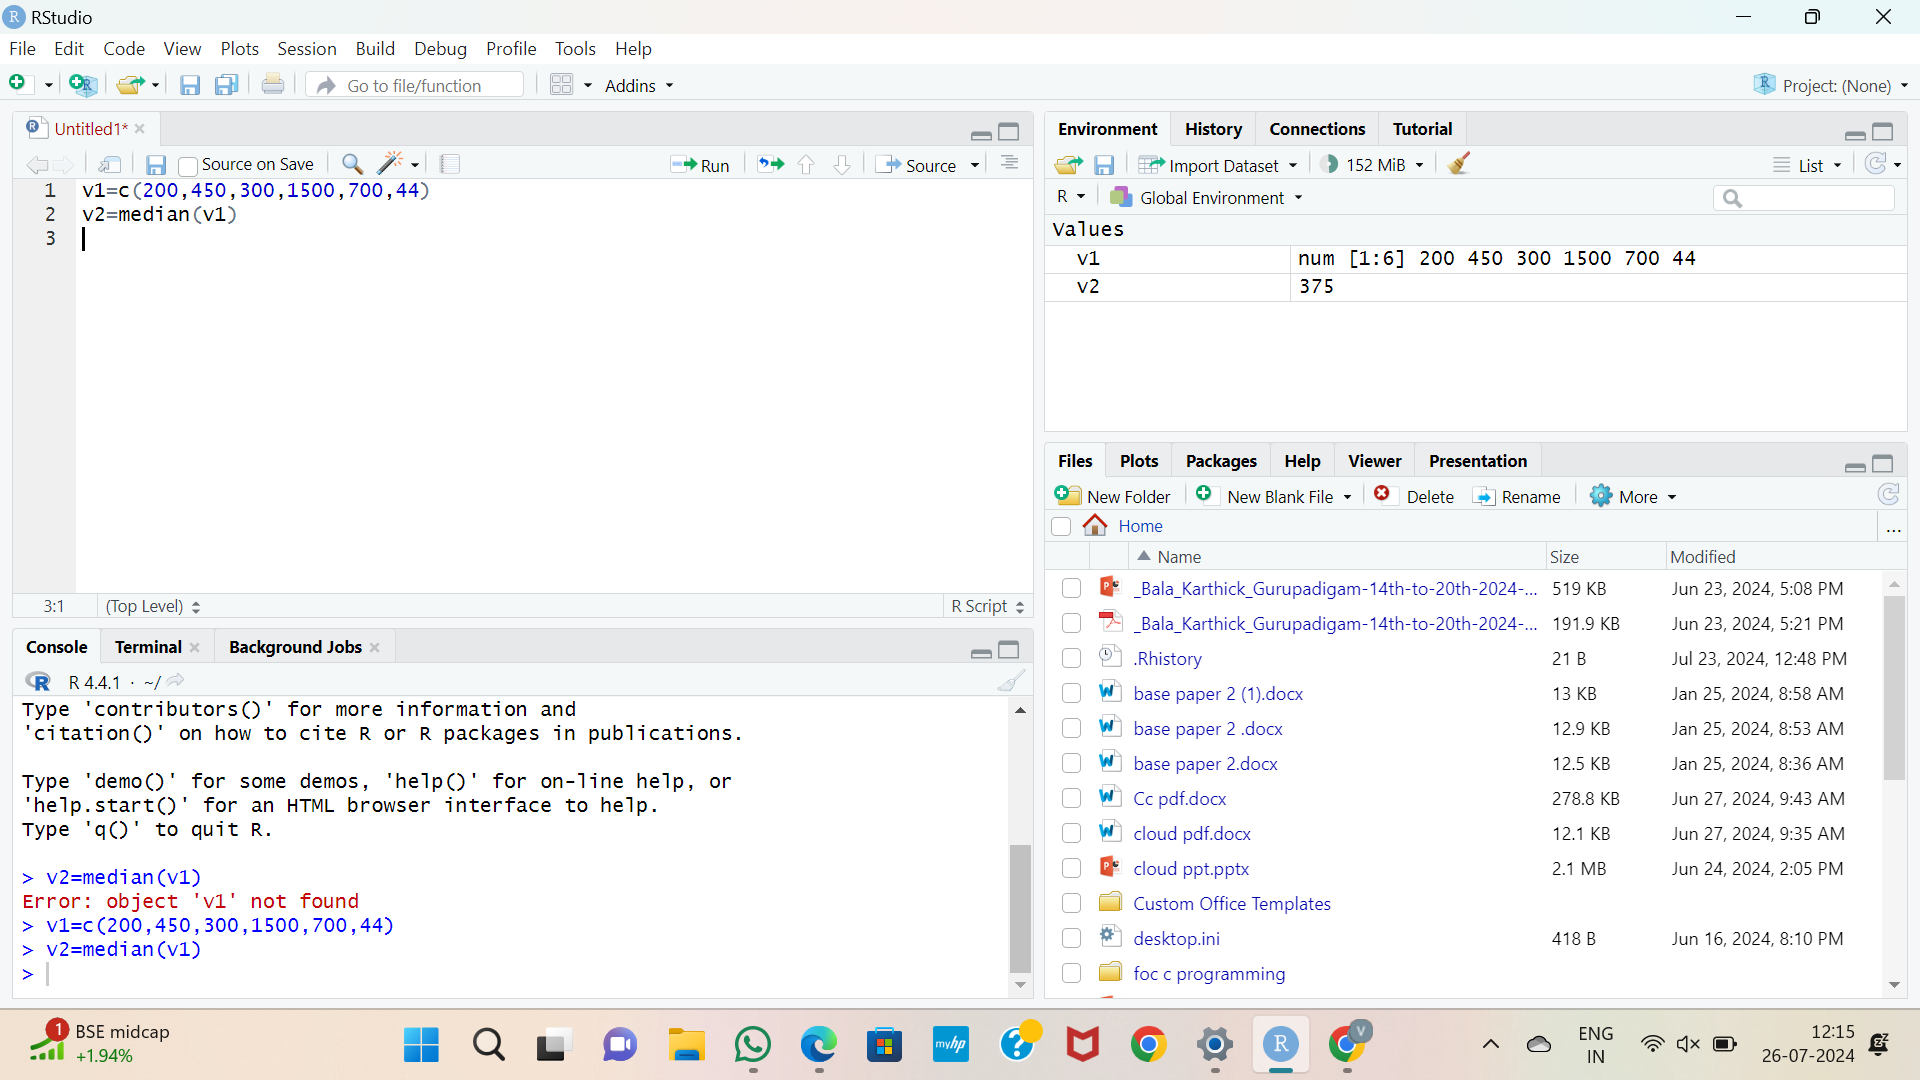 RStudio
File Edit Code View Plots Session Build Debug Profile Tools Help
Go to file/function Addins Project: (None)
Untitled1*
Source on Save Run Source
1 v1=c(200,450,300,1500,700,44)
2 v2=median(v1)
3
3:1 (Top Level) R Script
Console Terminal Background Jobs
R 4.4.1 · ~/
Type 'contributors()' for more information and
'citation()' on how to cite R or R packages in publications.
Type 'demo()' for some demos, 'help()' for on-line help, or
'help.start()' for an HTML browser interface to help.
Type 'q()' to quit R.
> v2=median(v1)
Error: object 'v1' not found
> v1=c(200,450,300,1500,700,44)
> v2=median(v1)
>
Environment History Connections Tutorial
Import Dataset 152 MiB List
R Global Environment
Values
v1 num [1:6] 200 450 300 1500 700 44
v2 375
Files Plots Packages Help Viewer Presentation
New Folder New Blank File Delete Rename More
Home ...
Name Size Modified
_Bala_Karthick_Gurupadigam-14th-to-20th-2024-... 519 KB Jun 23, 2024, 5:08 PM
_Bala_Karthick_Gurupadigam-14th-to-20th-2024-... 191.9 KB Jun 23, 2024, 5:21 PM
.Rhistory 21 B Jul 23, 2024, 12:48 PM
base paper 2 (1).docx 13 KB Jan 25, 2024, 8:58 AM
base paper 2 .docx 12.9 KB Jan 25, 2024, 8:53 AM
base paper 2.docx 12.5 KB Jan 25, 2024, 8:36 AM
Cc pdf.docx 278.8 KB Jun 27, 2024, 9:43 AM
cloud pdf.docx 12.1 KB Jun 27, 2024, 9:35 AM
cloud ppt.pptx 2.1 MB Jun 24, 2024, 2:05 PM
Custom Office Templates
desktop.ini 418 B Jun 16, 2024, 8:10 PM
foc c programming
1 BSE midcap
+1.94%
myhp
R
V
ENG
IN
12:15
26-07-2024